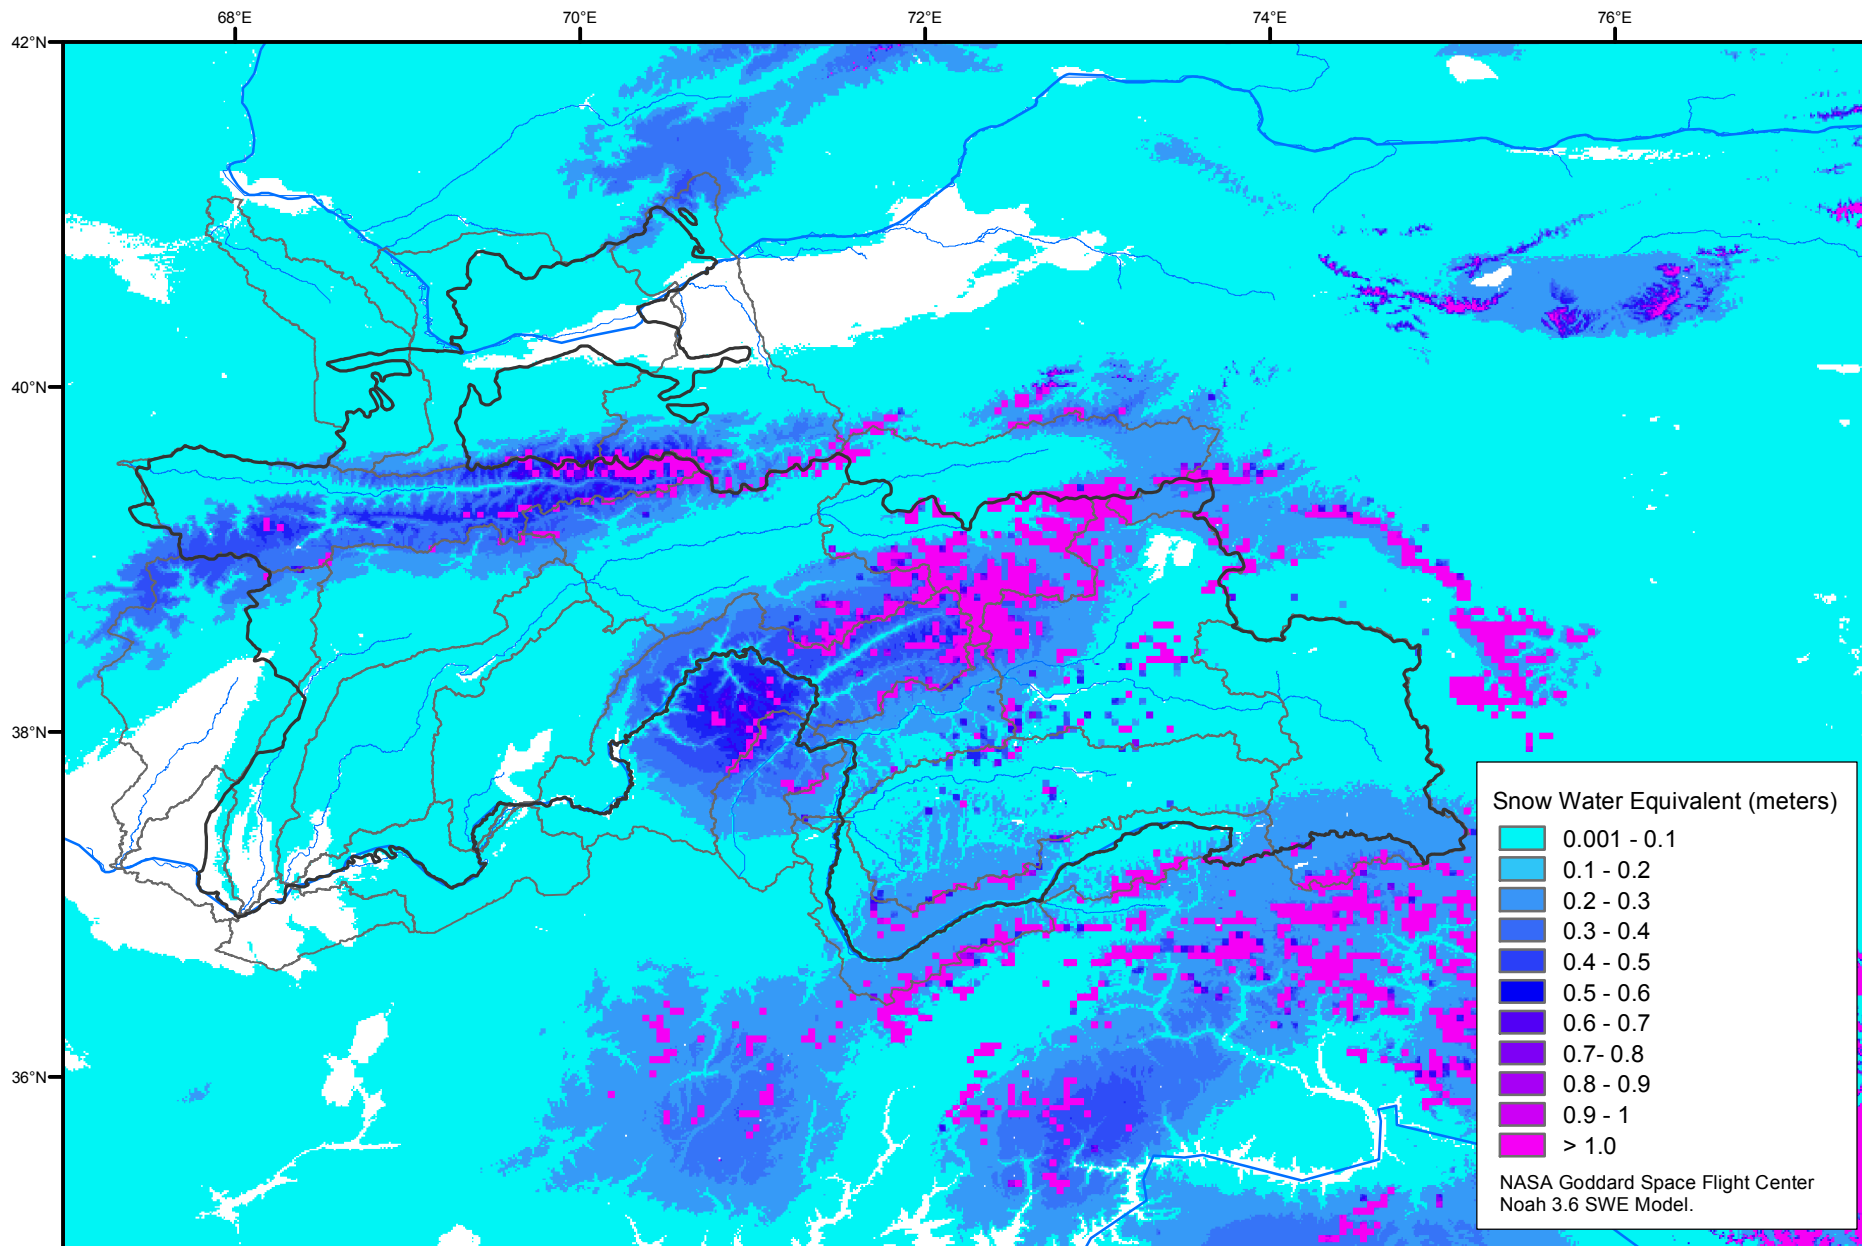 68°E 70°E 72°E 74°E 76°E
42°N
40°N
38°N
36°N
Snow Water Equivalent (meters)
0.001 - 0.1
0.1 - 0.2
0.2 - 0.3
0.3 - 0.4
0.4 - 0.5
0.5 - 0.6
0.6 - 0.7
0.7- 0.8
0.8 - 0.9
0.9 - 1
> 1.0
NASA Goddard Space Flight Center
Noah 3.6 SWE Model.